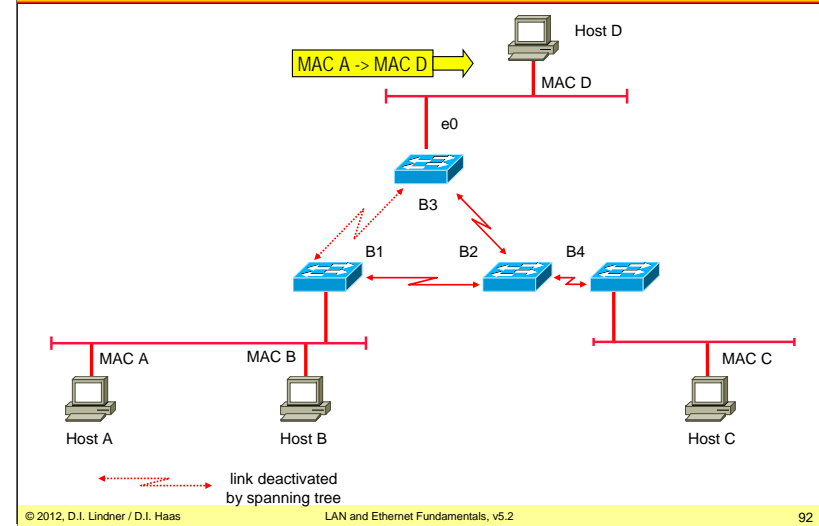 Host D
MAC A -> MAC D
MAC D
e0
B3
B1
B2
B4
MAC A
MAC B
MAC C
Host A
Host B
Host C
link deactivated
by spanning tree
© 2012, D.I. Lindner / D.I. Haas
LAN and Ethernet Fundamentals, v5.2
92